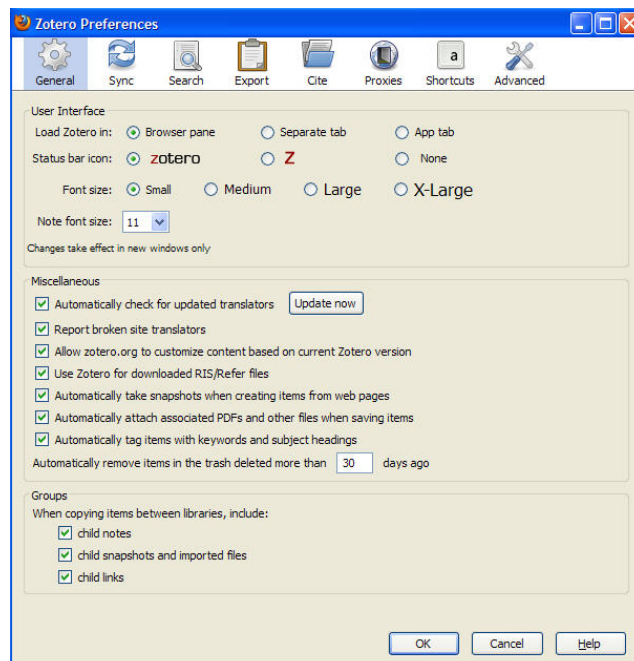 Zotero Preferences
General Sync Search Export Cite Proxies a Shortcuts Advanced
User Interface
Load Zotero in: Browser pane Separate tab App tab
Status bar icon: zotero Z None
Font size: Small Medium Large X-Large
Note font size: 11
Changes take effect in new windows only
Miscellaneous
Automatically check for updated translators Update now
Report broken site translators
Allow zotero.org to customize content based on current Zotero version
Use Zotero for downloaded RIS/Refer files
Automatically take snapshots when creating items from web pages
Automatically attach associated PDFs and other files when saving items
Automatically tag items with keywords and subject headings
Automatically remove items in the trash deleted more than 30 days ago
Groups
When copying items between libraries, include:
child notes
child snapshots and imported files
child links
OK Cancel Help